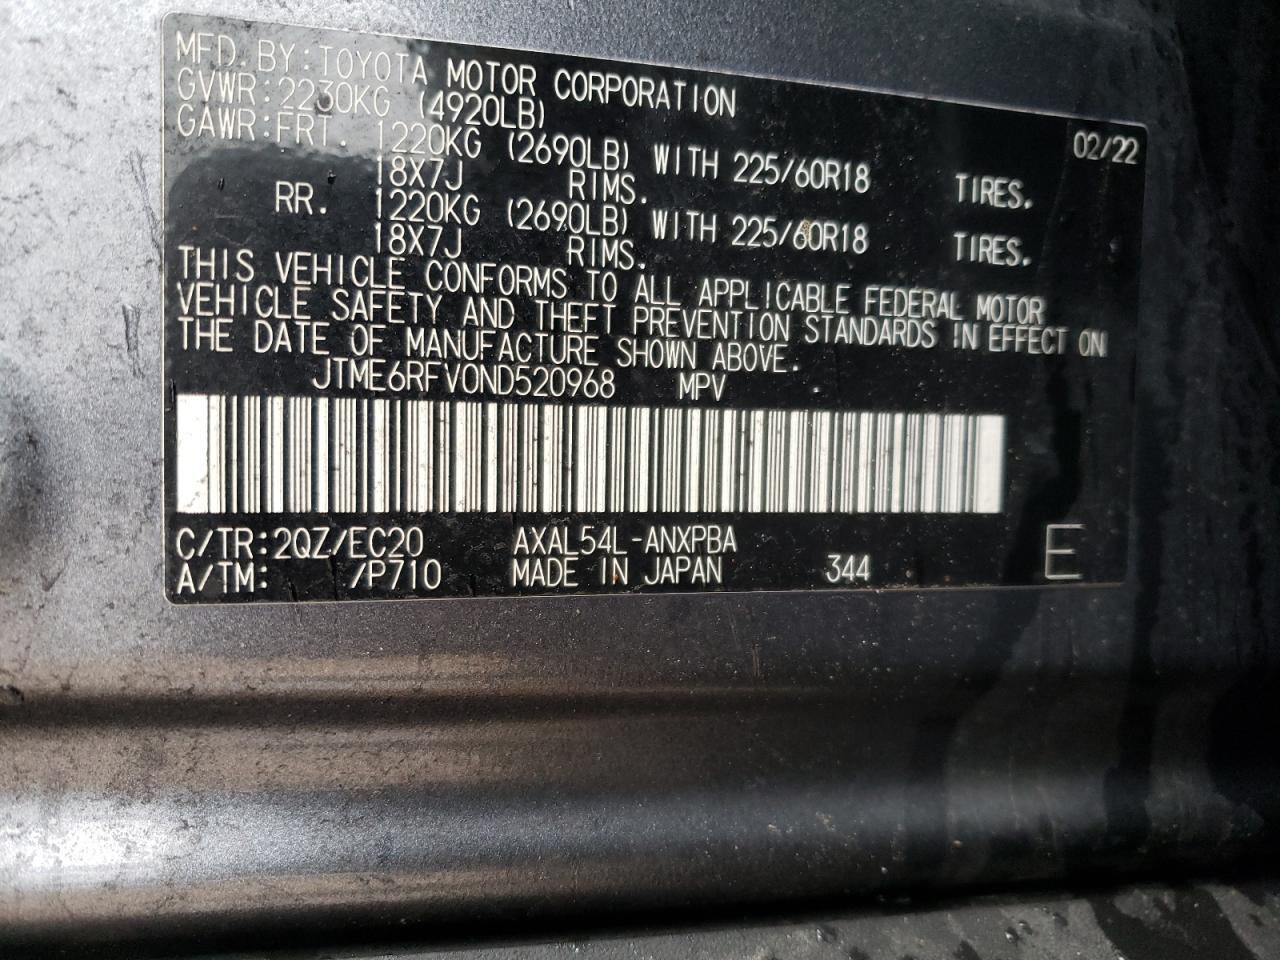 MFD. BY: TOYOTA MOTOR CORPORATION 02/22
GVWR: 2230KG (4920LB)
GAWR: FRT. 1220KG (2690LB) WITH 225/60R18 TIRES.
18X7J RIMS.
RR. 1220KG (2690LB) WITH 225/60R18 TIRES.
18X7J RIMS.
THIS VEHICLE CONFORMS TO ALL APPLICABLE FEDERAL MOTOR
VEHICLE SAFETY AND THEFT PREVENTION STANDARDS IN EFFECT ON
THE DATE OF MANUFACTURE SHOWN ABOVE.
JTME6RFV0ND520968 MPV
C/TR: 2QZ/EC20 AXAL54L-ANXPBA
A/TM: /P710 MADE IN JAPAN 344 E